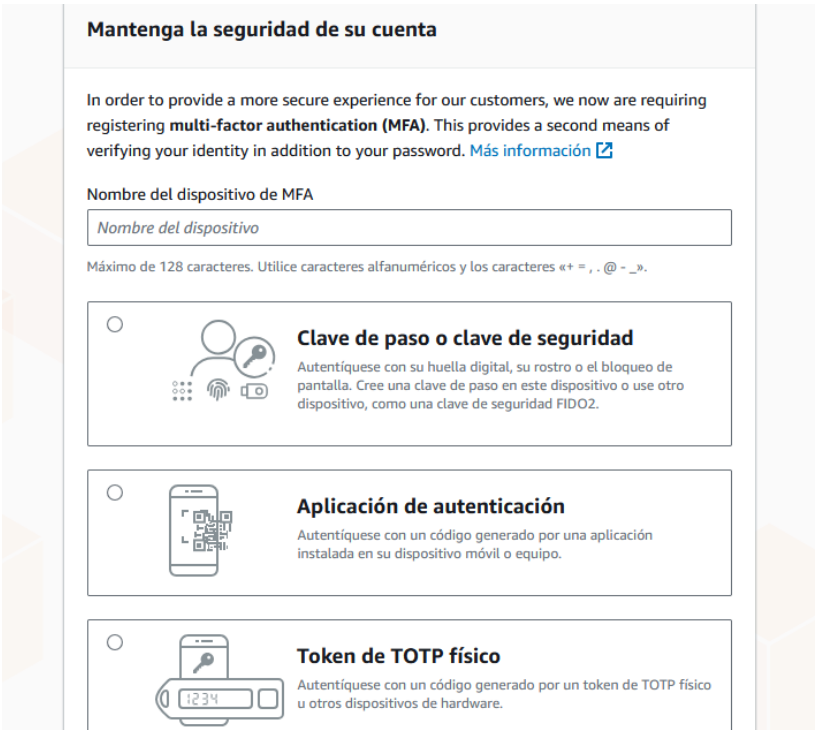 Mantenga la seguridad de su cuenta
In order to provide a more secure experience for our customers, we now are requiring
registering multi-factor authentication (MFA). This provides a second means of
verifying your identity in addition to your password. Más información
Nombre del dispositivo de MFA
Nombre del dispositivo
Máximo de 128 caracteres. Utilice caracteres alfanuméricos y los caracteres «+ = , . @ - _».
Clave de paso o clave de seguridad
Autentíquese con su huella digital, su rostro o el bloqueo de
pantalla. Cree una clave de paso en este dispositivo o use otro
dispositivo, como una clave de seguridad FIDO2.
Aplicación de autenticación
Autentíquese con un código generado por una aplicación
instalada en su dispositivo móvil o equipo.
Token de TOTP físico
Autentíquese con un código generado por un token de TOTP físico
u otros dispositivos de hardware.
1234